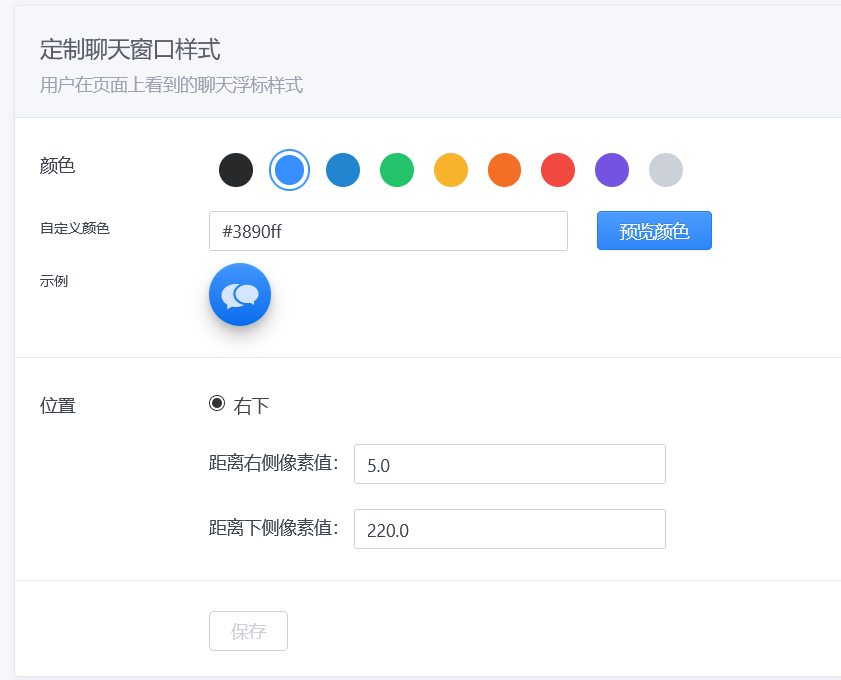 定制聊天窗口样式
用户在页面上看到的聊天浮标样式
颜色
自定义颜色 #3890ff 预览颜色
示例
位置 右下
距离右侧像素值： 5.0
距离下侧像素值： 220.0
保存